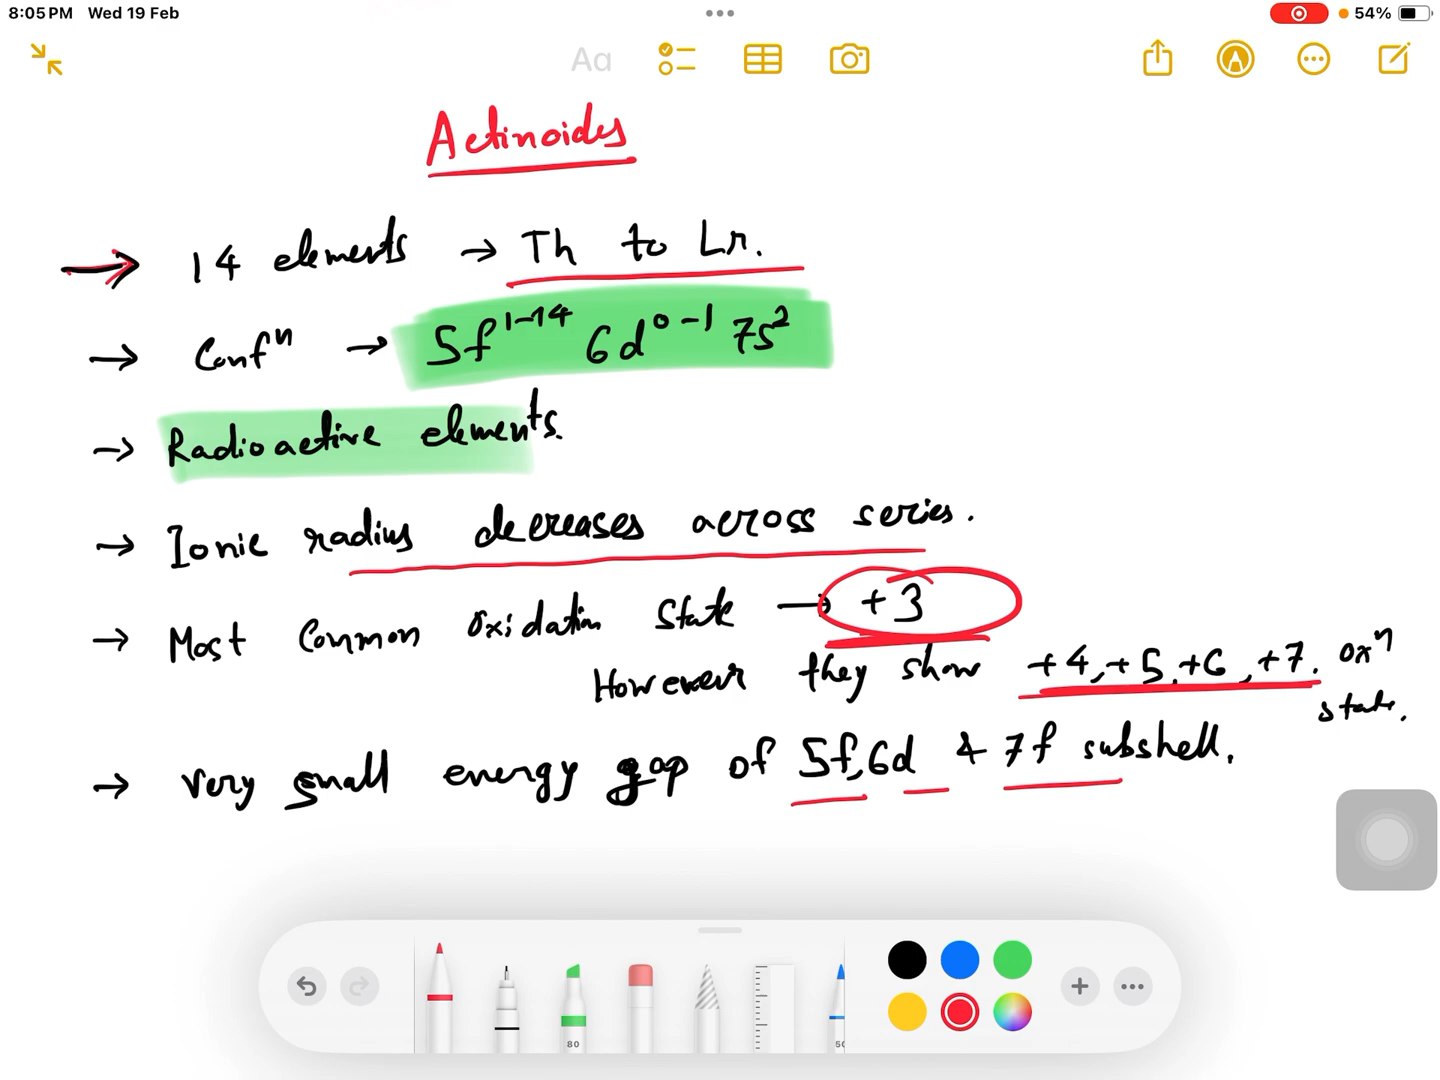 8:05 PM Wed 19 Feb
54%
Aa
Actinoides
→ 14 elements → Th to Lr.
→ Confⁿ → 5f¹⁻¹⁴ 6d⁰⁻¹ 7s²
→ Radioactive elements.
→ Ionic radius decreases across series.
→ Most Common Oxidation State → +3
However they show +4, +5, +6, +7. oxⁿ
state.
→ Very small energy gap of 5f, 6d & 7f subshell.
80
50